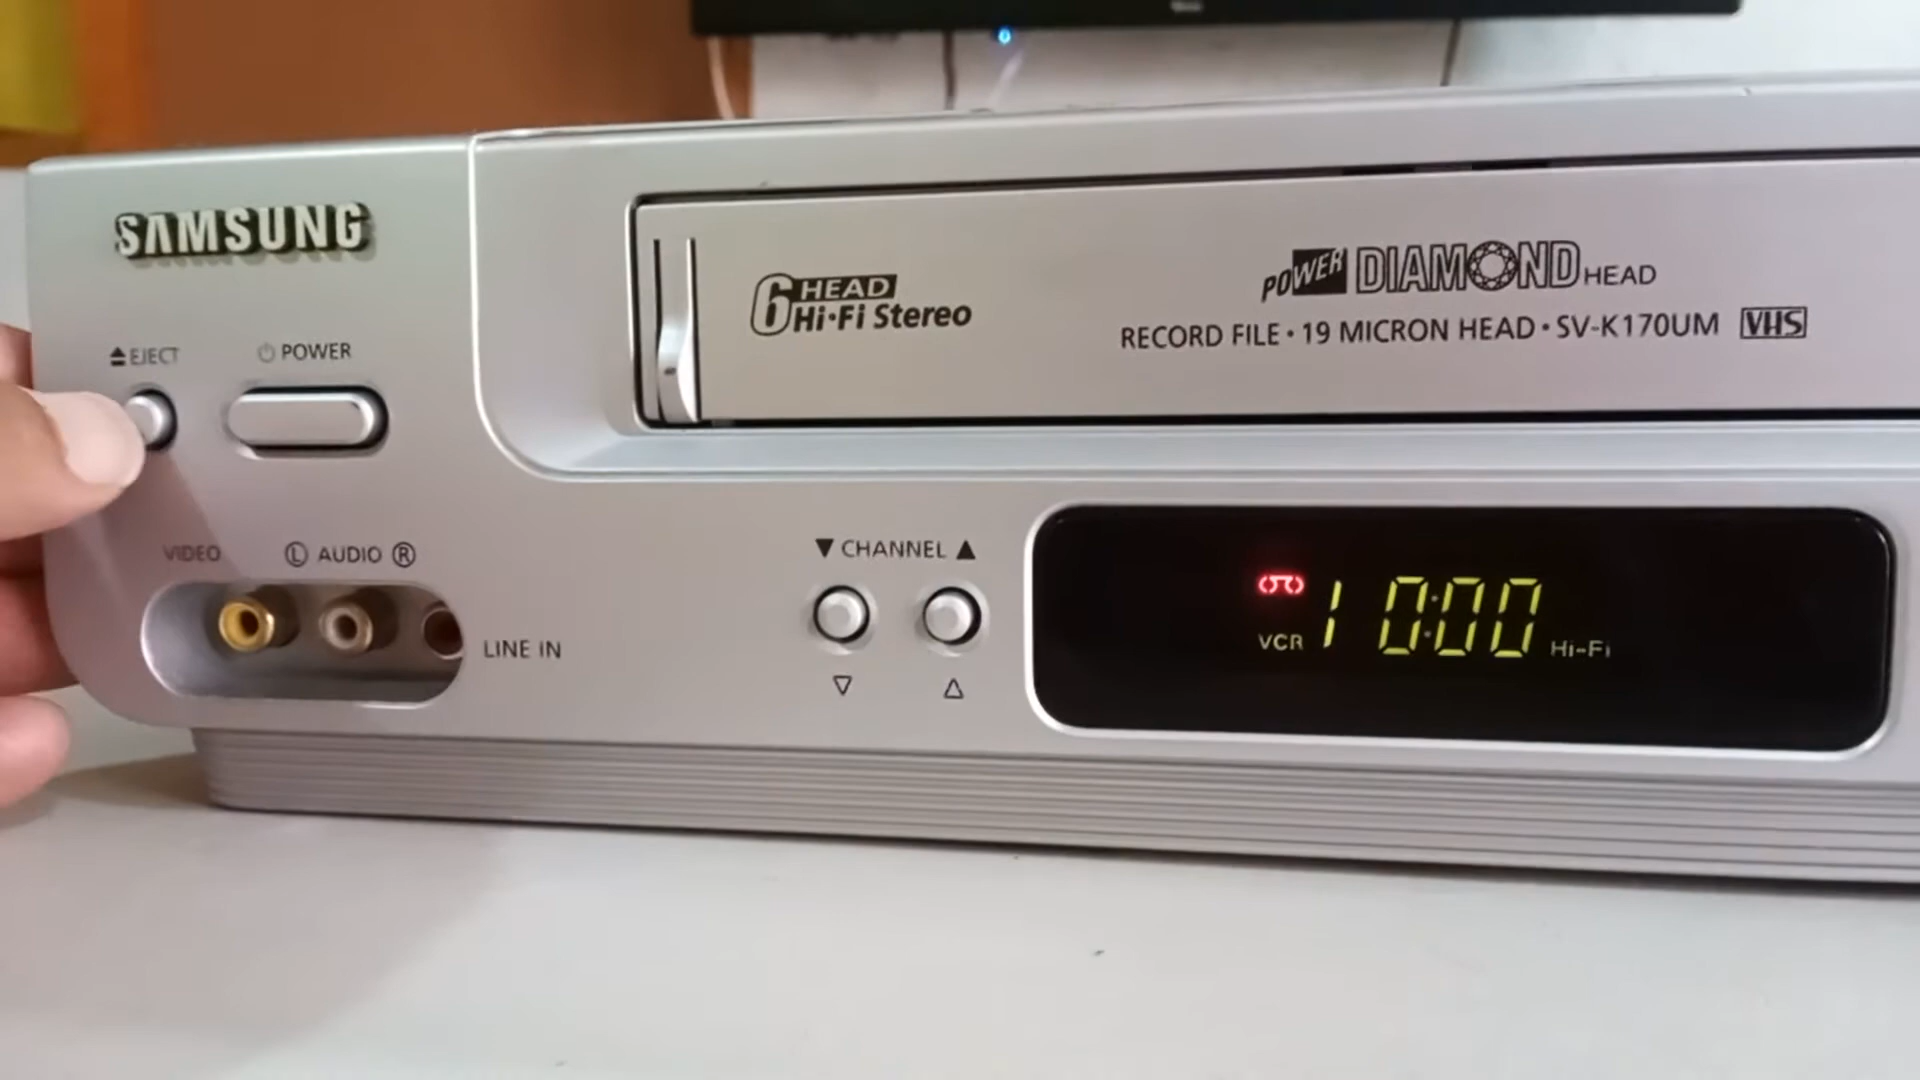 SAMSUNG
6 HEAD
Hi•Fi Stereo
POWER DIAMOND HEAD
RECORD FILE • 19 MICRON HEAD • SV-K170UM VHS
⏏ EJECT
⏻ POWER
VIDEO
Ⓛ AUDIO Ⓡ
LINE IN
▼ CHANNEL ▲
▽ △
VCR 1 0:00 Hi-Fi